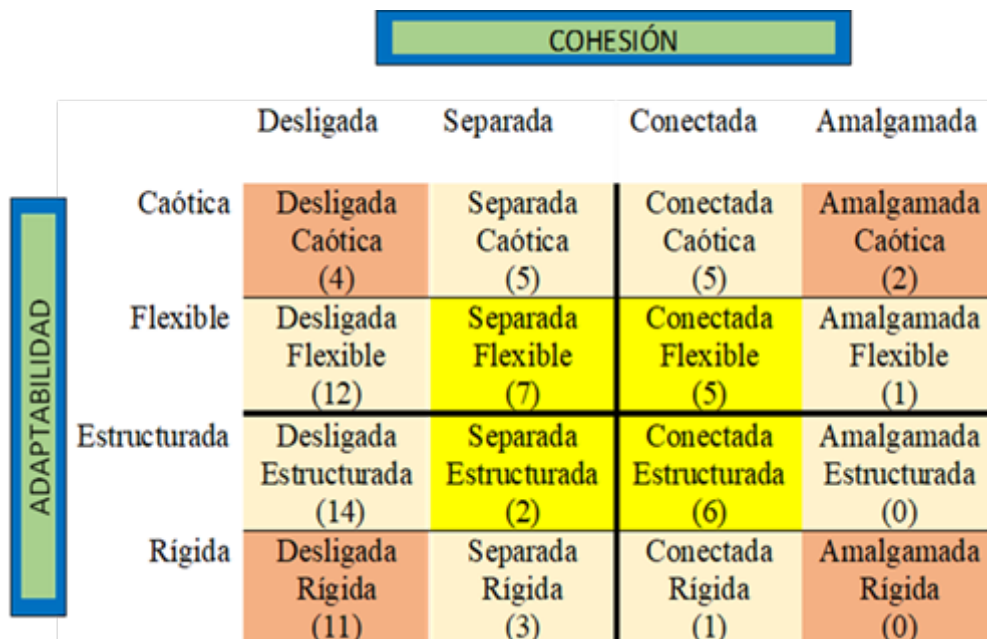 COHESIÓN
Desligada Separada Conectada Amalgamada
ADAPTABILIDAD
Caótica Desligada Separada Conectada Amalgamada
Caótica Caótica Caótica Caótica
(4) (5) (5) (2)
Flexible Desligada Separada Conectada Amalgamada
Flexible Flexible Flexible Flexible
(12) (7) (5) (1)
Estructurada Desligada Separada Conectada Amalgamada
Estructurada Estructurada Estructurada Estructurada
(14) (2) (6) (0)
Rígida Desligada Separada Conectada Amalgamada
Rígida Rígida Rígida Rígida
(11) (3) (1) (0)